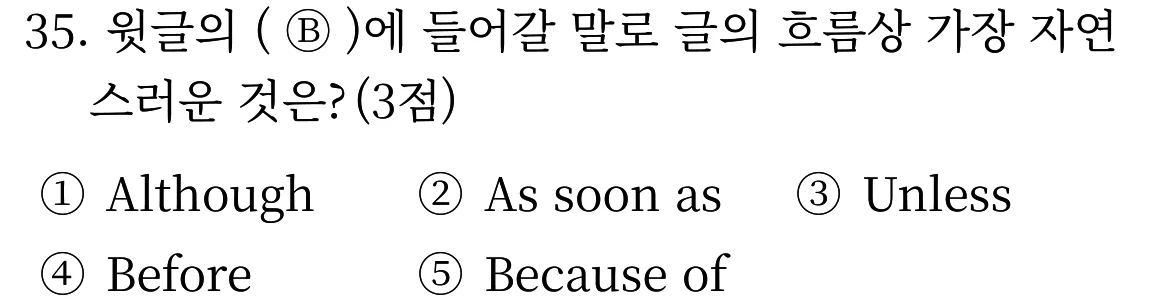 35. 윗글의 ( Ⓑ )에 들어갈 말로 글의 흐름상 가장 자연
스러운 것은?(3점)
① Although ② As soon as ③ Unless
④ Before ⑤ Because of